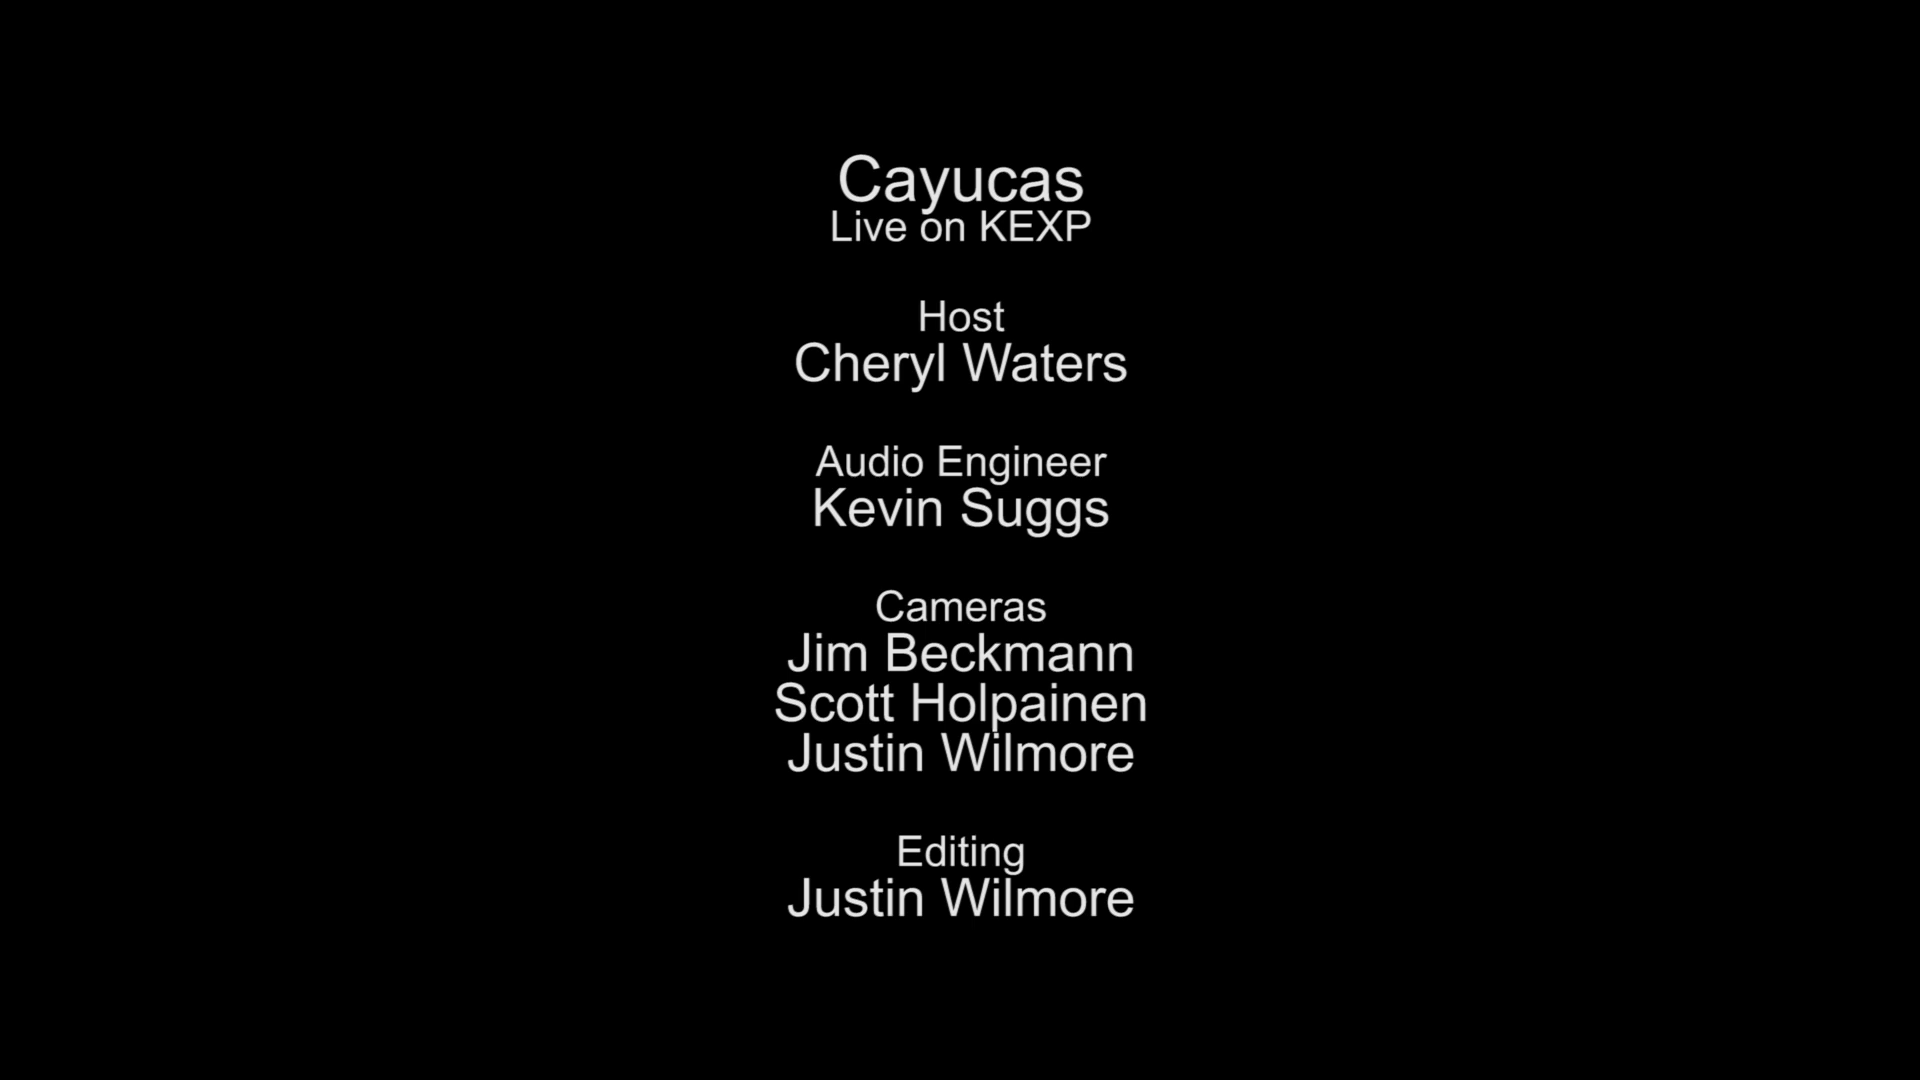 Cayucas
Live on KEXP
Host
Cheryl Waters
Audio Engineer
Kevin Suggs
Cameras
Jim Beckmann
Scott Holpainen
Justin Wilmore
Editing
Justin Wilmore